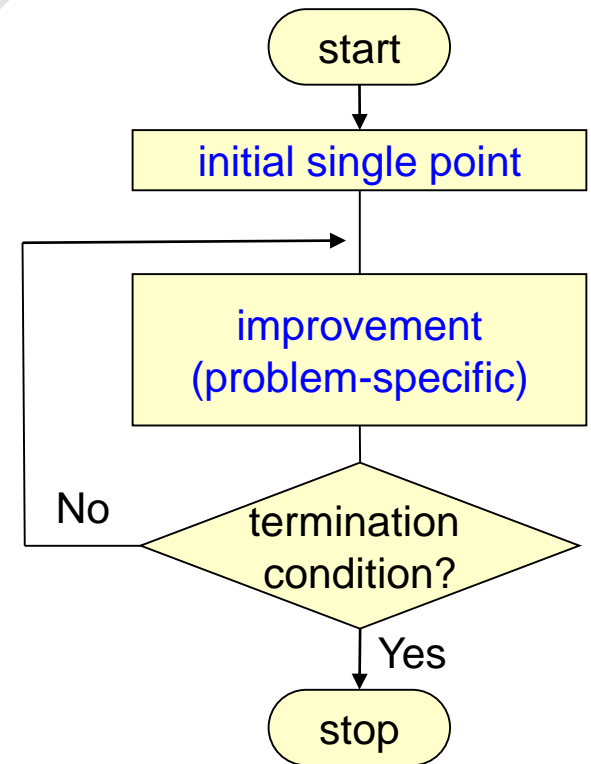 start
initial single point
improvement
(problem-specific)
No
termination
condition?
Yes
stop